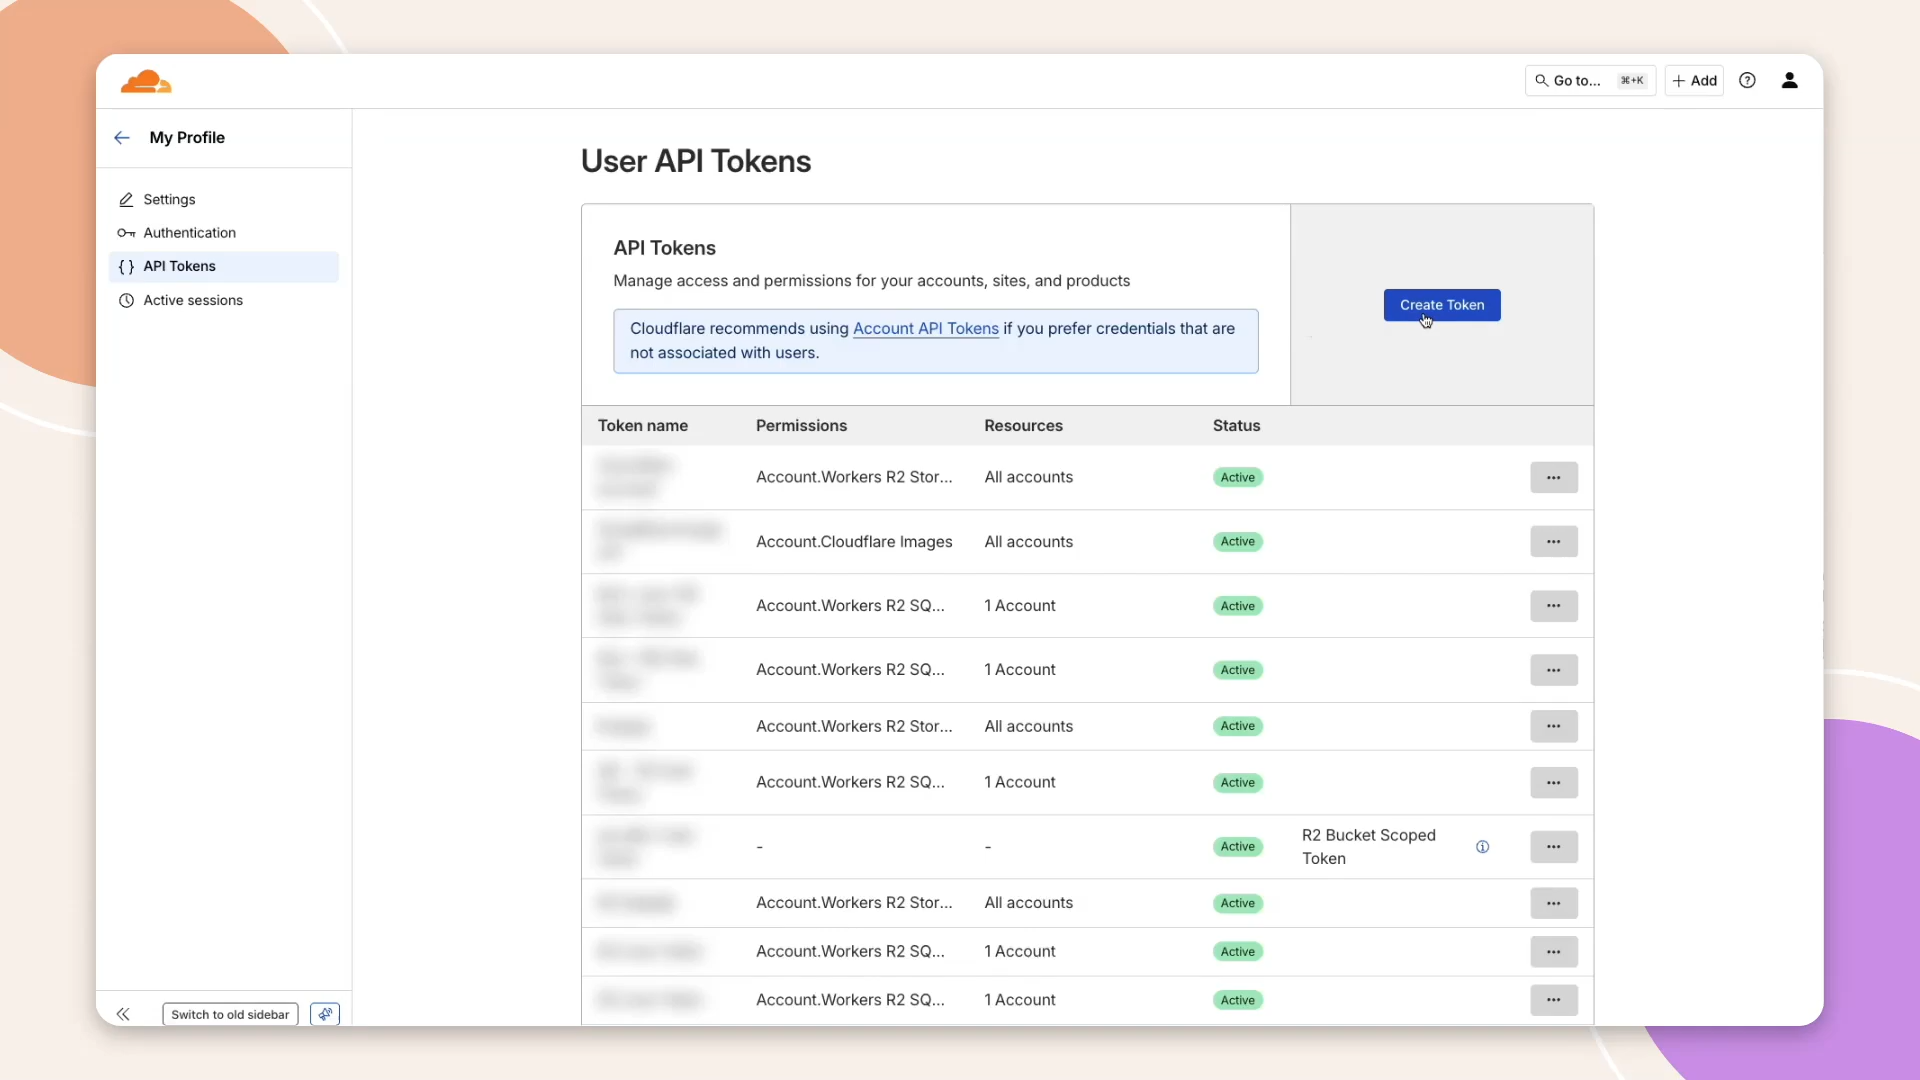 Go to... ⌘+K
+ Add
My Profile
Settings
Authentication
{ } API Tokens
Active sessions
User API Tokens
API Tokens
Manage access and permissions for your accounts, sites, and products
Cloudflare recommends using Account API Tokens if you prefer credentials that are
not associated with users.
Create Token
Token name Permissions Resources Status
Account.Workers R2 Stor... All accounts Active
Account.Cloudflare Images All accounts Active
Account.Workers R2 SQ... 1 Account Active
Account.Workers R2 SQ... 1 Account Active
Account.Workers R2 Stor... All accounts Active
Account.Workers R2 SQ... 1 Account Active
- - Active R2 Bucket Scoped
Token
Account.Workers R2 Stor... All accounts Active
Account.Workers R2 SQ... 1 Account Active
Account.Workers R2 SQ... 1 Account Active
Switch to old sidebar